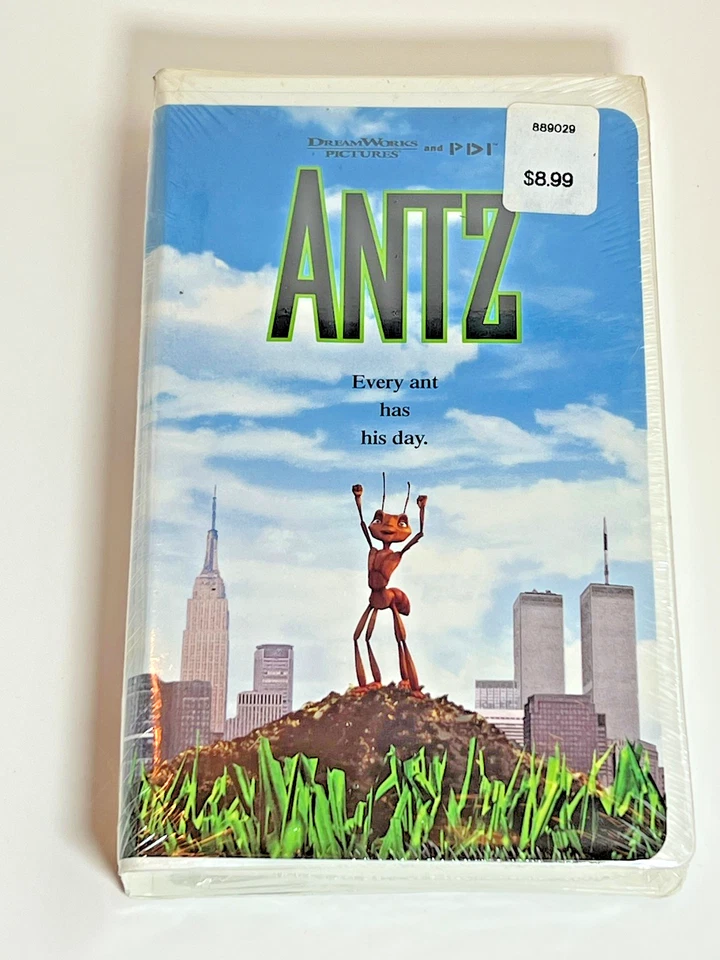 889029
$8.99
DREAMWORKS
PICTURES
and PDI
ANTZ
Every ant
has
his day.